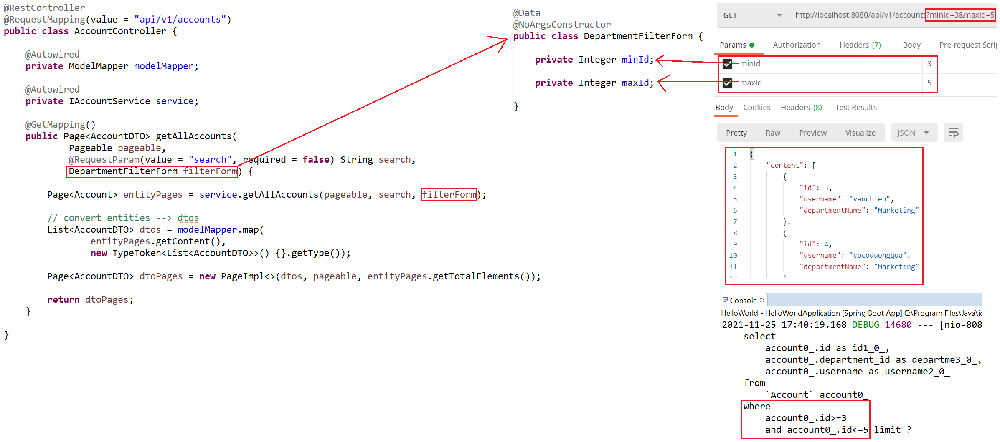 @RestController
@RequestMapping(value = "api/v1/accounts")
public class AccountController {
@Autowired
private ModelMapper modelMapper;
@Autowired
private IAccountService service;
@GetMapping()
public Page<AccountDTO> getAllAccounts(
Pageable pageable,
@RequestParam(value = "search", required = false) String search,
DepartmentFilterForm filterForm) {
Page<Account> entityPages = service.getAllAccounts(pageable, search, filterForm);
// convert entities --> dtos
List<AccountDTO> dtos = modelMapper.map(
entityPages.getContent(),
new TypeToken<List<AccountDTO>>() {}.getType());
Page<AccountDTO> dtoPages = new PageImpl<>(dtos, pageable, entityPages.getTotalElements());
return dtoPages;
}
}
@Data
@NoArgsConstructor
public class DepartmentFilterForm {
private Integer minId;
private Integer maxId;
}
GET http://localhost:8080/api/v1/accounts?minId=3&maxId=5
Params Authorization Headers (7) Body Pre-request Scrip
minId 3
maxId 5
Body Cookies Headers (8) Test Results
Pretty Raw Preview Visualize JSON
1 {
2 "content": [
3 {
4 "id": 3,
5 "username": "vanchien",
6 "departmentName": "Marketing"
7 },
8 {
9 "id": 4,
10 "username": "cocoduongqua",
11 "departmentName": "Marketing"
12 }
Console
HelloWorld - HelloWorldApplication [Spring Boot App] C:\Program Files\Java\jd
2021-11-25 17:40:19.168 DEBUG 14680 --- [nio-808
select
account0_.id as id1_0_,
account0_.department_id as departme3_0_,
account0_.username as username2_0_
from
`Account` account0_
where
account0_.id>=3
and account0_.id<=5 limit ?